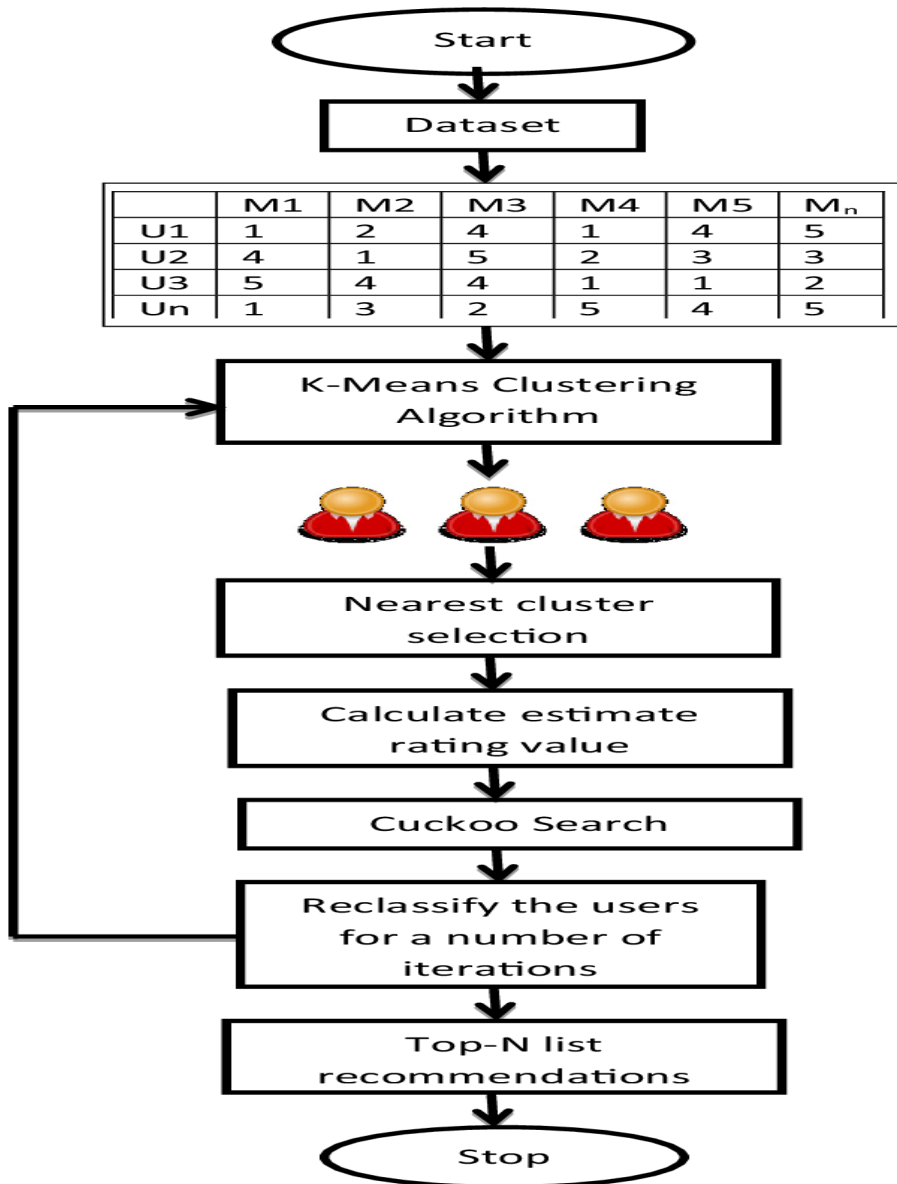 Start
Dataset
M1 M2 M3 M4 M5 Mn
U1 1 2 4 1 4 5
U2 4 1 5 2 3 3
U3 5 4 4 1 1 2
Un 1 3 2 5 4 5
K-Means Clustering
Algorithm
Nearest cluster
selection
Calculate estimate
rating value
Cuckoo Search
Reclassify the users
for a number of
iterations
Top-N list
recommendations
Stop